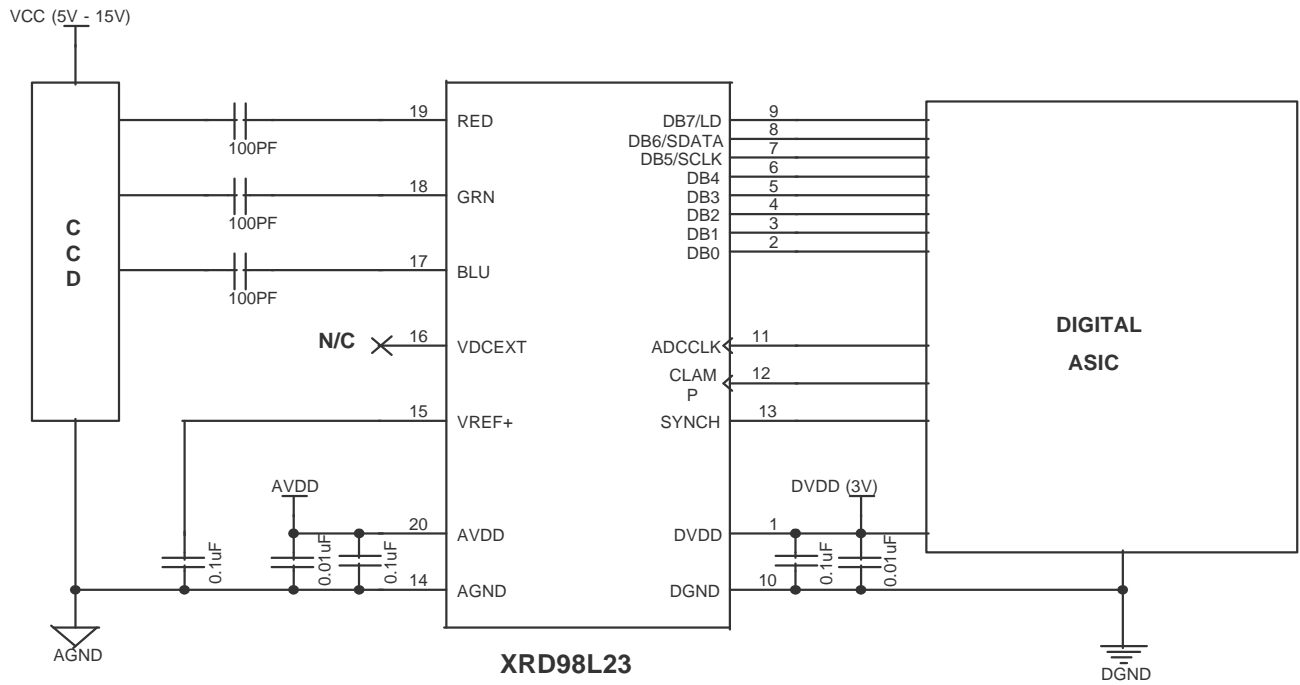 VCC (5V - 15V)
19
RED
DB7/LD
9
DB6/SDATA
8
DB5/SCLK
7
100PF
DB4
6
18
GRN
DB3
5
DB2
4
100PF
DB1
3
DB0
2
C
C
D
17
BLU
100PF
N/C
16
VDCEXT
ADCCLK
11
DIGITAL
ASIC
CLAM
P
12
15
VREF+
SYNCH
13
AVDD
DVDD (3V)
20
AVDD
DVDD
1
0.1uF
0.01uF
0.1uF
0.1uF
0.01uF
14
AGND
DGND
10
AGND
XRD98L23
DGND